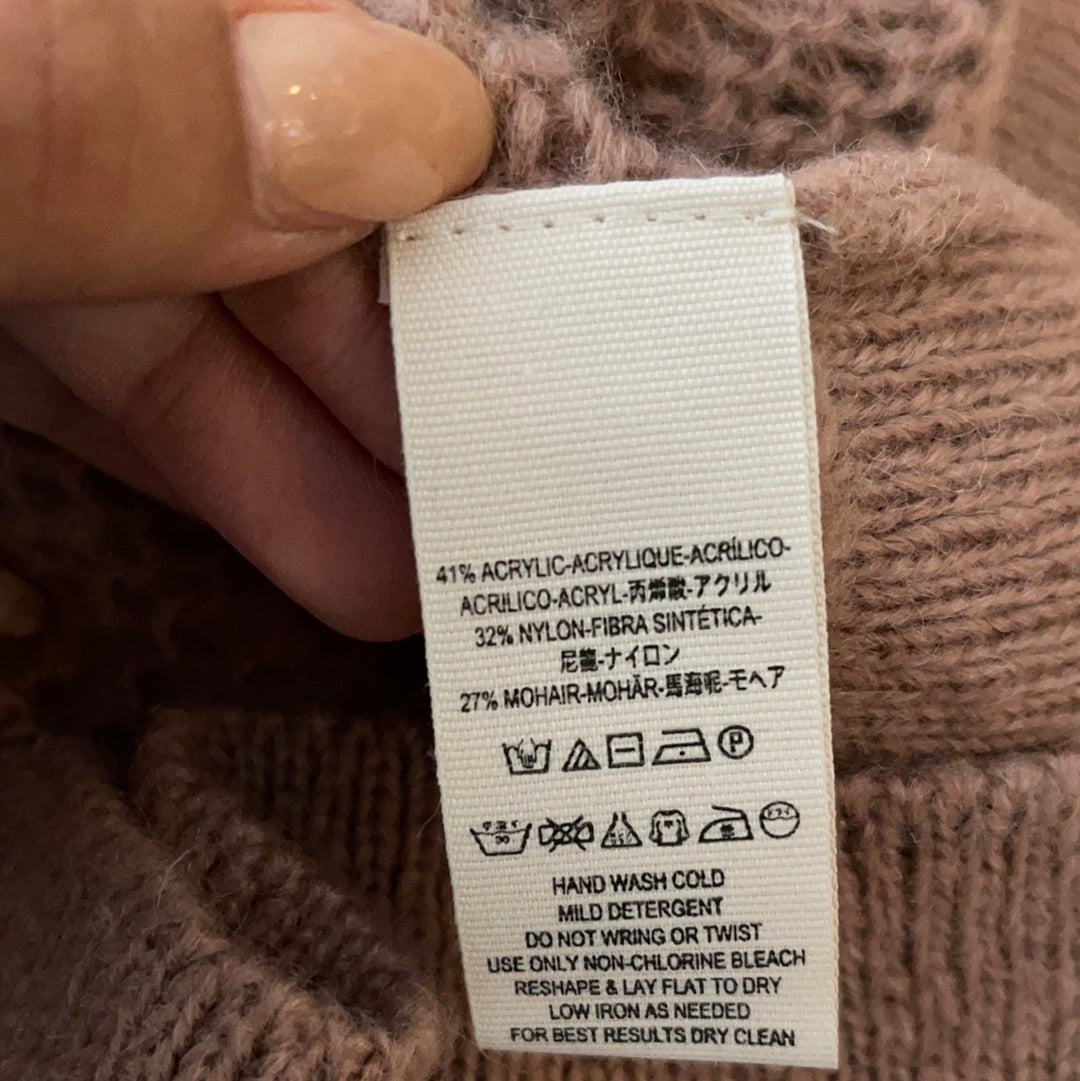 41% ACRYLIC-ACRYLIQUE-ACRÍLICO-
ACRILICO-ACRYL-丙烯酸-アクリル
32% NYLON-FIBRA SINTÉTICA-
尼龍-ナイロン
27% MOHAIR-MOHÄR-馬海呢-モヘア
P
HAND WASH COLD
MILD DETERGENT
DO NOT WRING OR TWIST
USE ONLY NON-CHLORINE BLEACH
RESHAPE & LAY FLAT TO DRY
LOW IRON AS NEEDED
FOR BEST RESULTS DRY CLEAN